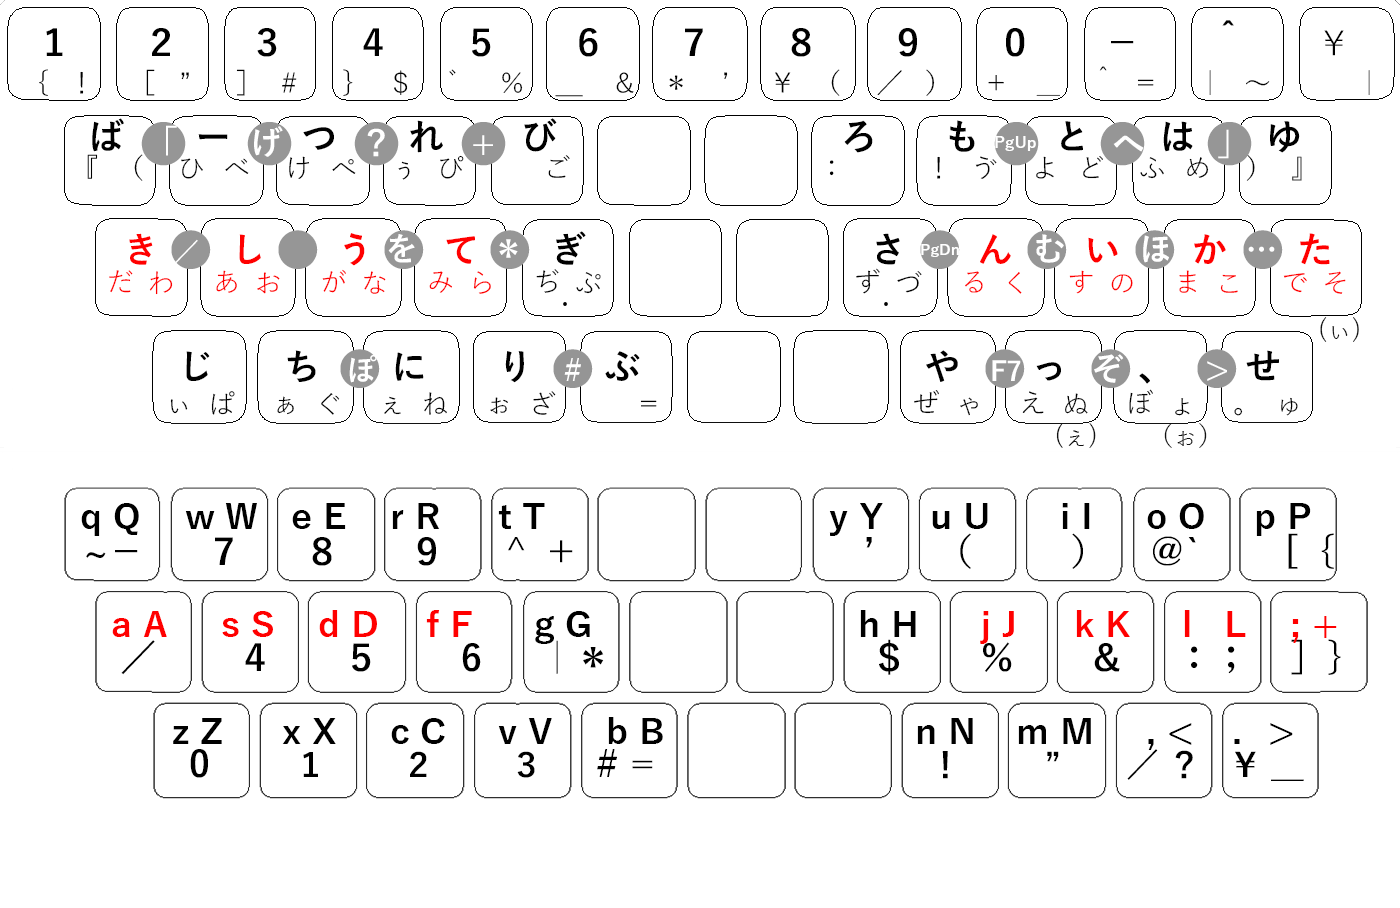 1 2 3 4 5 6 7 8 9 0 － ＾ ￥
{ ! [ ” ] # } $ ゛ % ＿ & * ’ ￥ ( ／ ) + ＿ ＾ = | ～ |
ば 「 ー げ つ ? れ + び ろ も PgUp と へ は 」 ゆ
『 ( ひ べ け ぺ ぅ ぴ ご : ! ゔ よ ど ふ め ) 』
き ／ し う を て * ぎ さ PgDn ん む い ほ か … た
だ わ あ お が な み ら ぢ ． ぷ ず ． づ る く す の ま こ で そ
(ぃ)
じ ち ぽ に り # ぶ や F7 っ ぞ 、 > せ
ぃ ぱ ぁ ぐ ぇ ね ぉ ざ = ぜ ゃ え ぬ ぼ ょ 。 ゅ
(ぇ) (ぉ)
q Q w W e E r R t T y Y u U i I o O p P
~ － 7 8 9 ^ + ’ ( ) @ ` [ {
a A s S d D f F g G h H j J k K l L ; +
／ 4 5 6 | * $ % & : ; ] }
z Z x X c C v V b B n N m M , < . >
0 1 2 3 # = ! ” ／ ? ￥ ＿